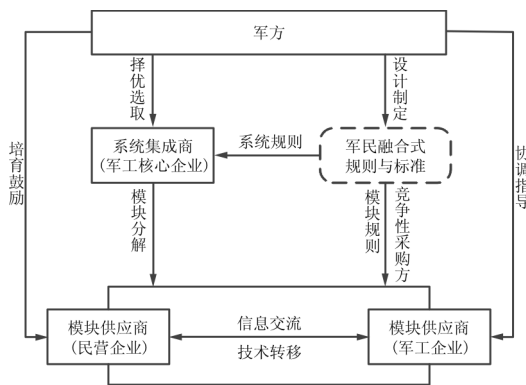 军方
择优选取
设计制定
培育鼓励
协调指导
系统集成商
(军工核心企业)
系统规则
军民融合式
规则与标准
模块分解
模块规则
竞争性采购方
模块供应商
(民营企业)
信息交流
技术转移
模块供应商
(军工企业)